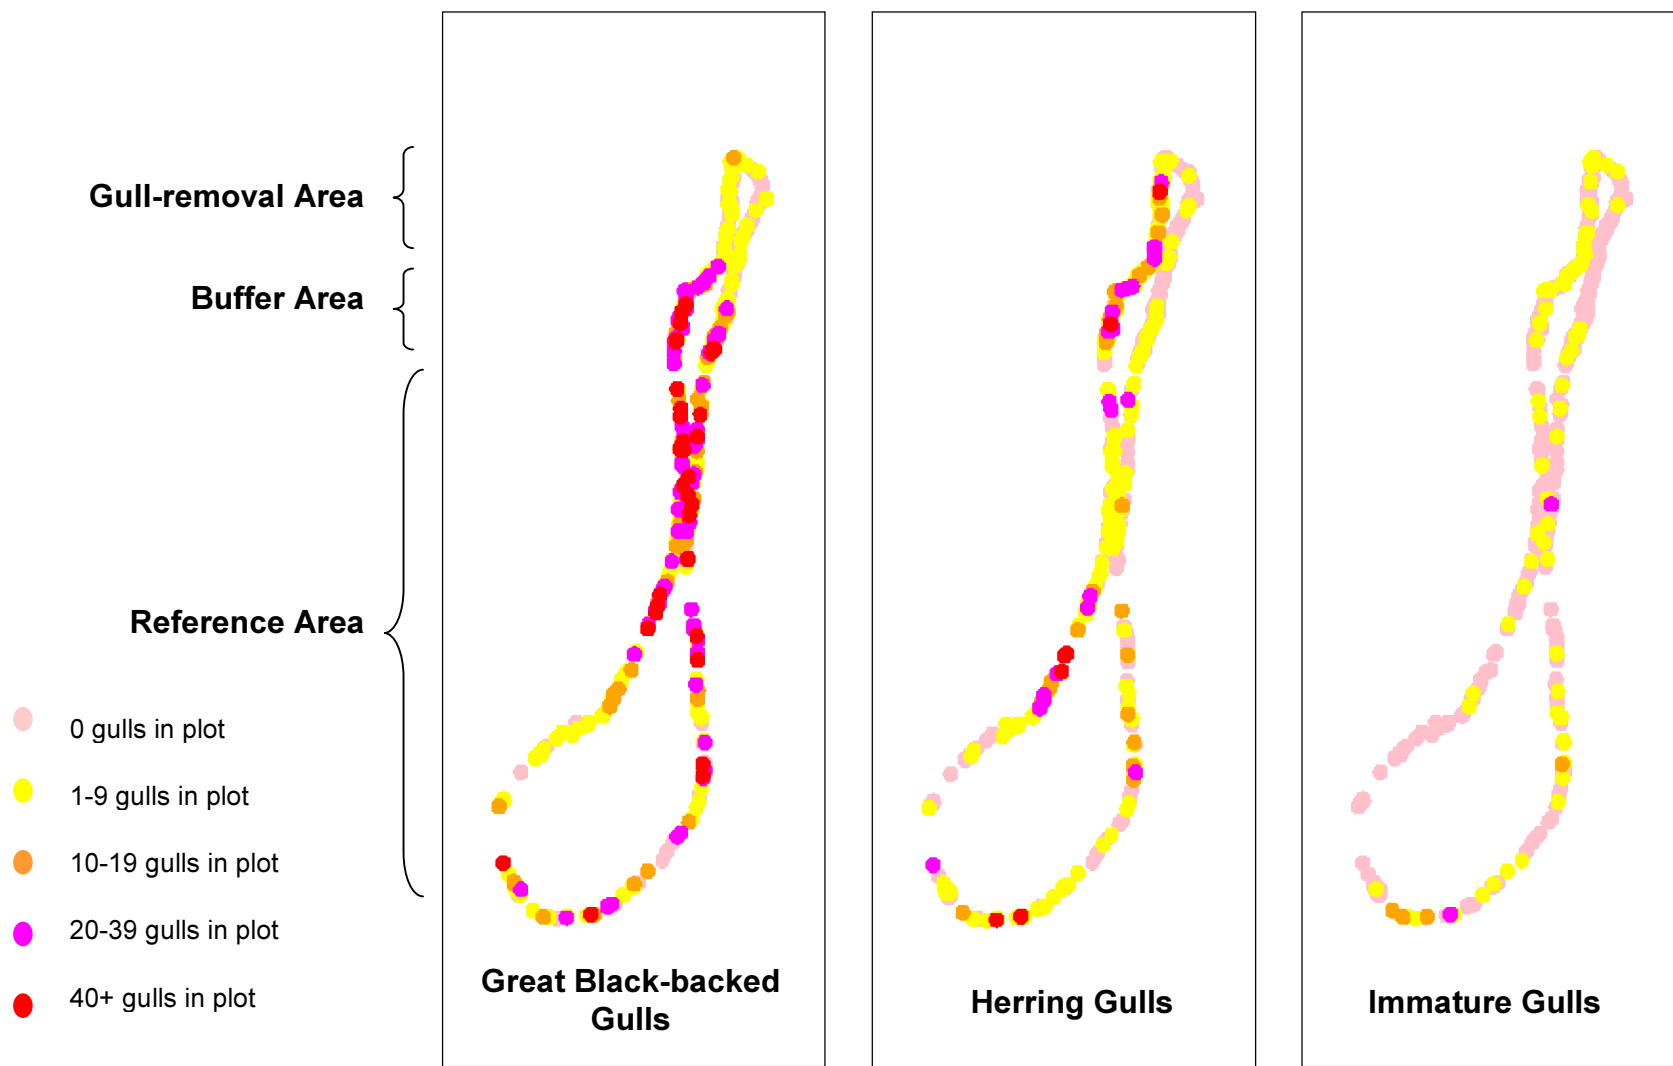 Gull-removal Area
Buffer Area
Reference Area
0 gulls in plot
1-9 gulls in plot
10-19 gulls in plot
20-39 gulls in plot
40+ gulls in plot
Great Black-backed
Gulls
Herring Gulls
Immature Gulls